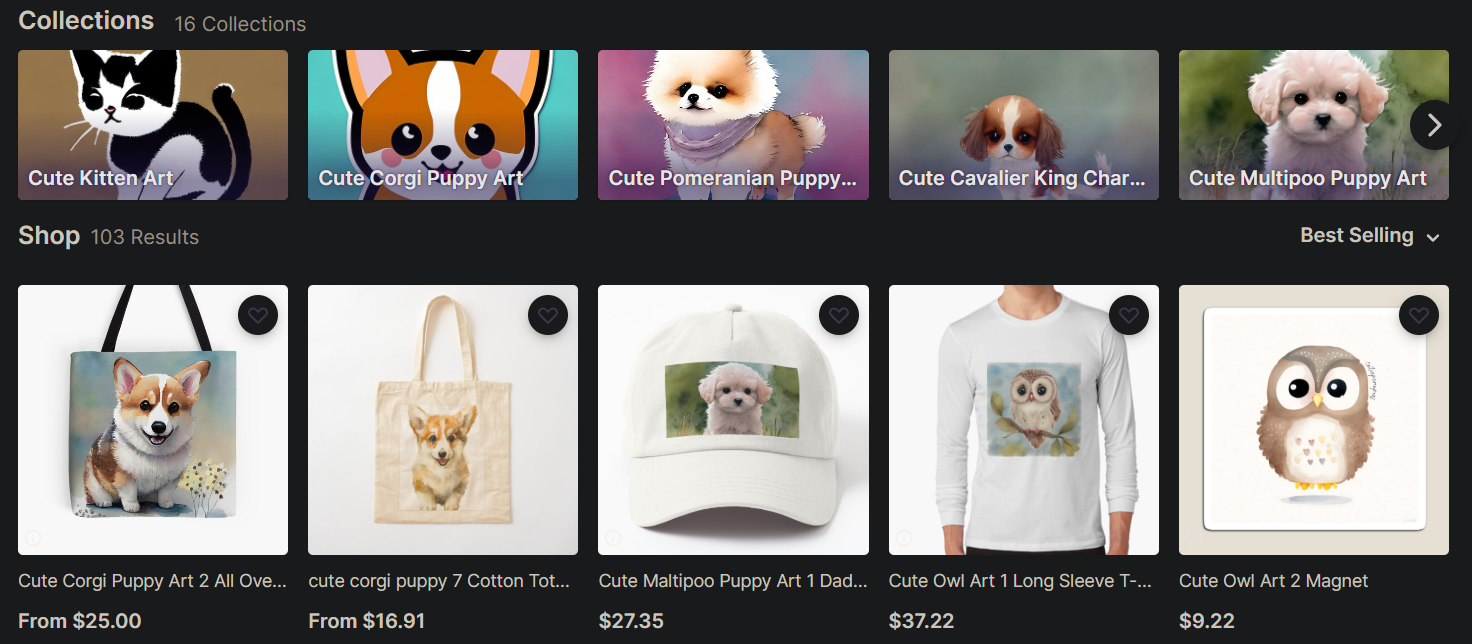 Collections 16 Collections
Cute Kitten Art
Cute Corgi Puppy Art
Cute Pomeranian Puppy...
Cute Cavalier King Char...
Cute Multipoo Puppy Art
Shop 103 Results
Best Selling
Cute Corgi Puppy Art 2 All Ove...
From $25.00
cute corgi puppy 7 Cotton Tot...
From $16.91
Cute Maltipoo Puppy Art 1 Dad...
$27.35
Cute Owl Art 1 Long Sleeve T-...
$37.22
Cute Owl Art 2 Magnet
$9.22